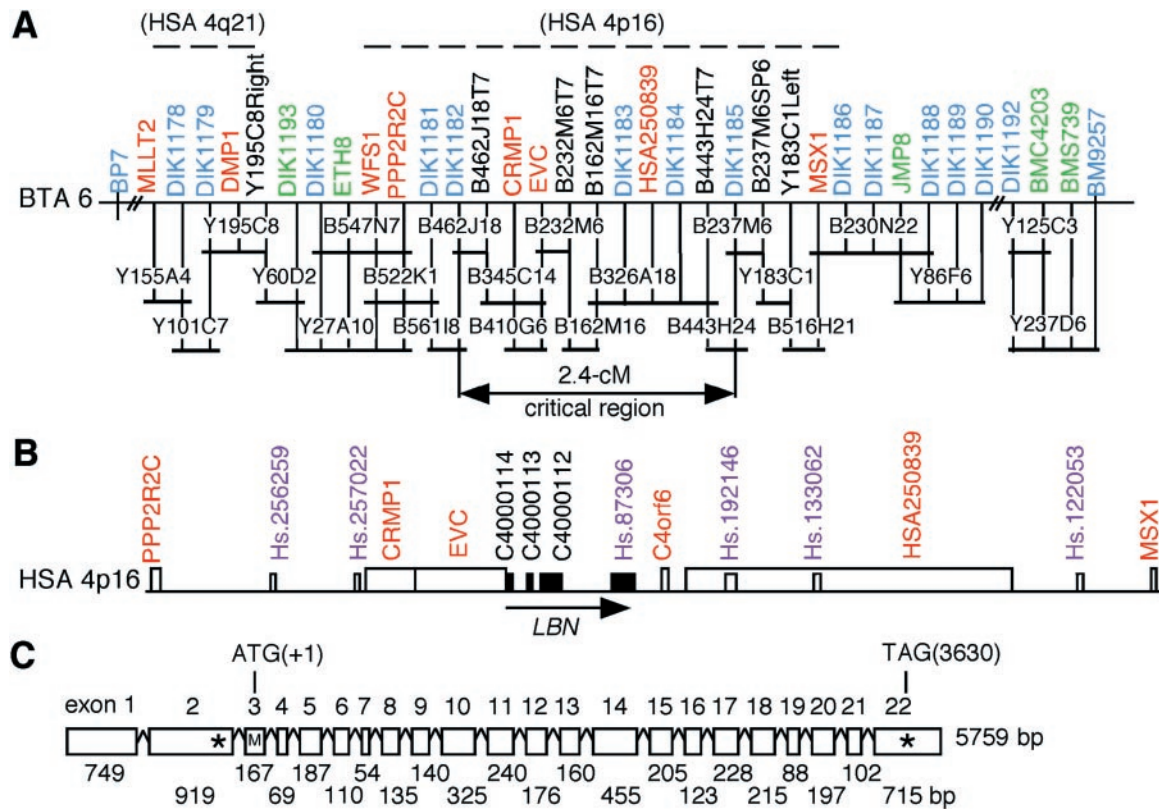 A
(HSA 4q21)
(HSA 4p16)
BP7
MLLT2
DIK1178
DIK1179
DMP1
Y195C8Right
DIK1193
DIK1180
ETH8
WFS1
PPP2R2C
DIK1181
DIK1182
B462J18T7
CRMP1
EVC
B232M6T7
B162M16T7
DIK1183
HSA250839
DIK1184
B443H24T7
DIK1185
B237M6SP6
Y183C1Left
MSX1
DIK1186
DIK1187
JMP8
DIK1188
DIK1189
DIK1190
DIK1192
BMC4203
BMS739
BM9257
BTA 6
Y195C8 B547N7 B462J18 B232M6 B237M6 B230N22 Y125C3
Y155A4 Y60D2 B522K1 B345C14 B326A18 Y183C1 Y86F6
Y101C7 Y27A10 B561I8 B410G6 B162M16 B443H24 B516H21 Y237D6
2.4-cM
critical region
B
PPP2R2C
Hs.256259
Hs.257022
CRMP1
EVC
C4000114
C4000113
C4000112
Hs.87306
C4orf6
Hs.192146
Hs.133062
HSA250839
Hs.122053
MSX1
HSA 4p16
LBN
C
ATG(+1) TAG(3630)
exon 1 2 3 4 5 6 7 8 9 10 11 12 13 14 15 16 17 18 19 20 21 22
* M * 5759 bp
749 167 187 54 140 240 160 205 228 88 102
919 69 110 135 325 176 455 123 215 197 715 bp